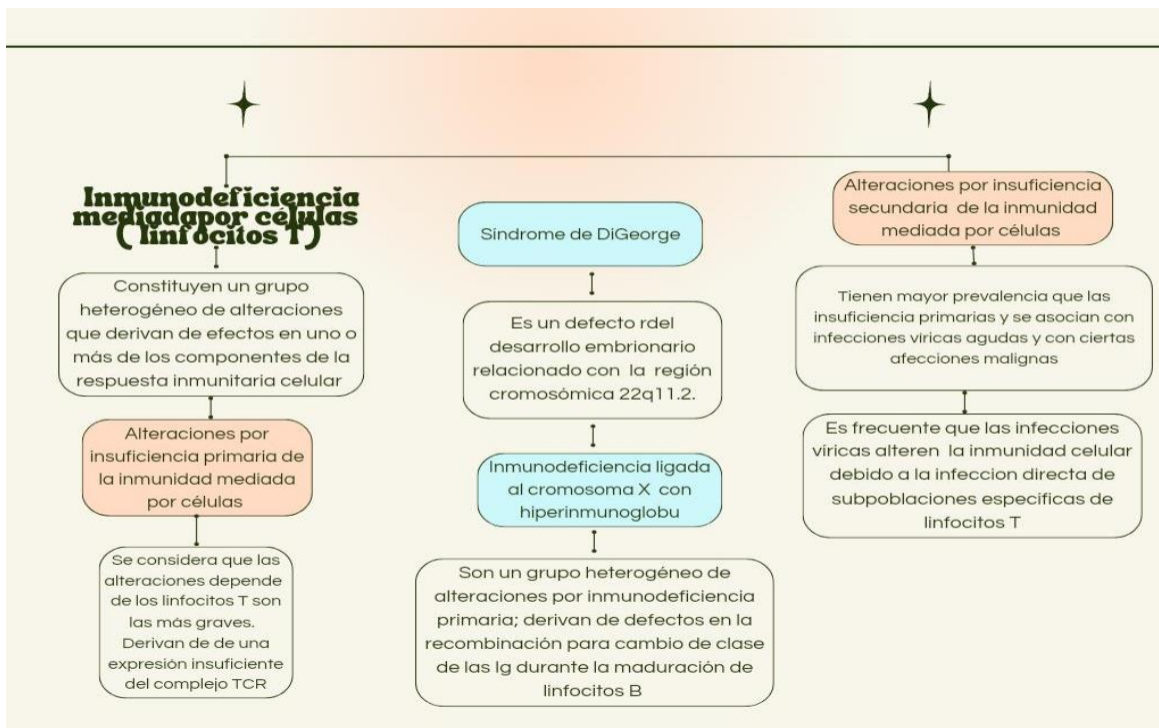 Inmunodeficiencia
mediadapor células
( linfocitos T)
Constituyen un grupo
heterogéneo de alteraciones
que derivan de efectos en uno o
más de los componentes de la
respuesta inmunitaria celular
Alteraciones por
insuficiencia primaria de
la inmunidad mediada
por células
Se considera que las
alteraciones depende
de los linfocitos T son
las más graves.
Derivan de de una
expresión insuficiente
del complejo TCR
Síndrome de DiGeorge
Es un defecto rdel
desarrollo embrionario
relacionado con la región
cromosómica 22q11.2.
Inmunodeficiencia ligada
al cromosoma X con
hiperinmunoglobu
Son un grupo heterogéneo de
alteraciones por inmunodeficiencia
primaria; derivan de defectos en la
recombinación para cambio de clase
de las Ig durante la maduración de
linfocitos B
Alteraciones por insuficiencia
secundaria de la inmunidad
mediada por células
Tienen mayor prevalencia que las
insuficiencia primarias y se asocian con
infecciones víricas agudas y con ciertas
afecciones malignas
Es frecuente que las infecciones
víricas alteren la inmunidad celular
debido a la infeccion directa de
subpoblaciones específicas de
linfocitos T